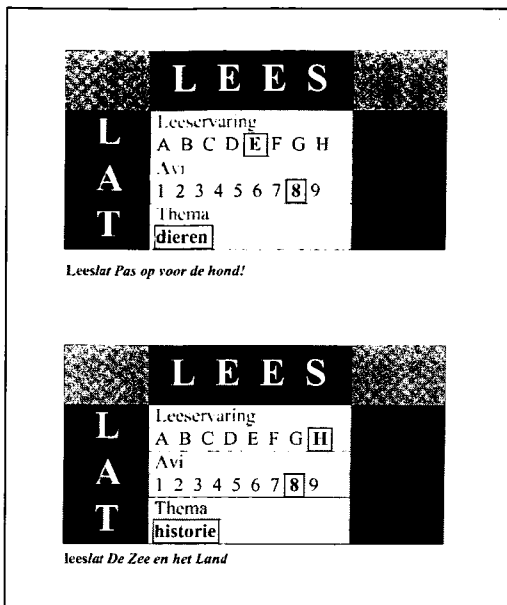 L E E S
L
A
T
Leeservaring
A B C D E F G H
Avi
1 2 3 4 5 6 7 8 9
Thema
dieren
Leeslat Pas op voor de hond!
L E E S
L
A
T
Leeservaring
A B C D E F G H
Avi
1 2 3 4 5 6 7 8 9
Thema
historie
leeslat De Zee en het Land